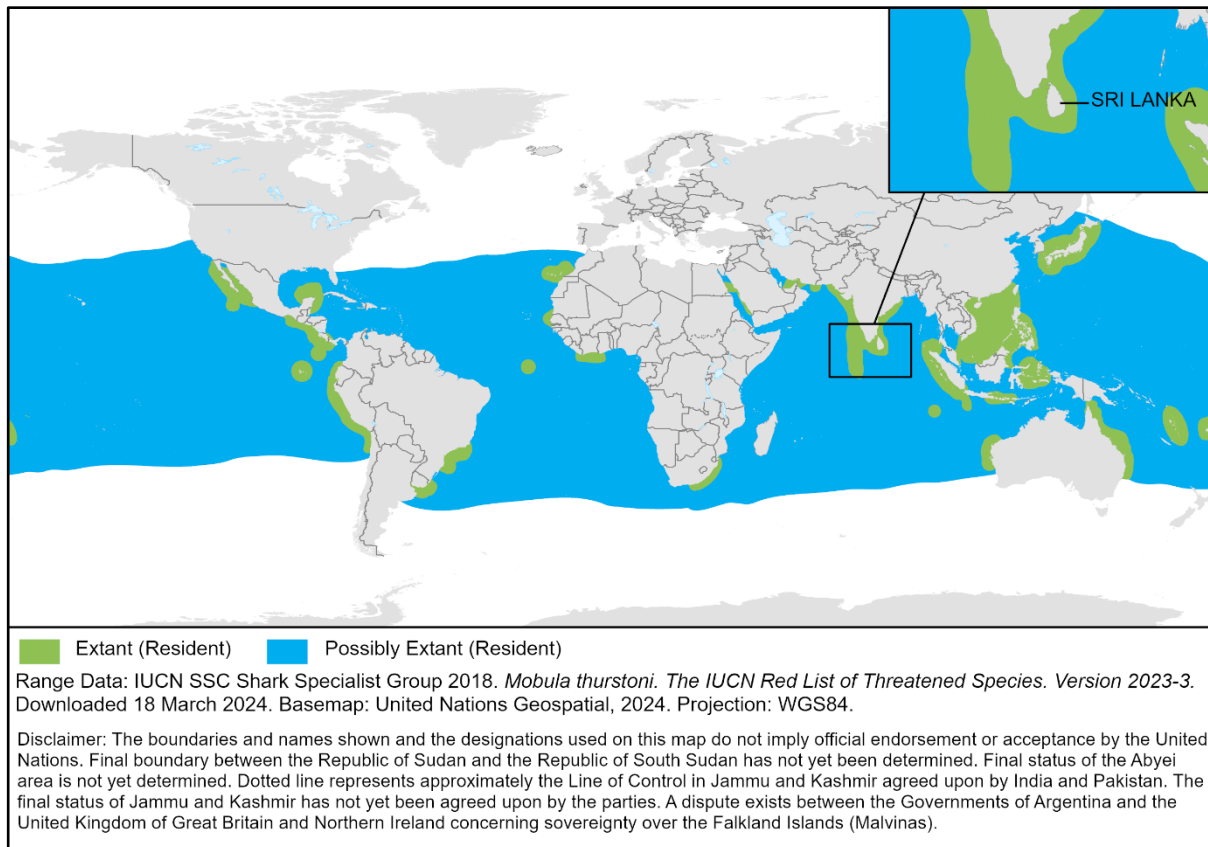 SRI LANKA
Extant (Resident) Possibly Extant (Resident)
Range Data: IUCN SSC Shark Specialist Group 2018. Mobula thurstoni. The IUCN Red List of Threatened Species. Version 2023-3.
Downloaded 18 March 2024. Basemap: United Nations Geospatial, 2024. Projection: WGS84.
Disclaimer: The boundaries and names shown and the designations used on this map do not imply official endorsement or acceptance by the United
Nations. Final boundary between the Republic of Sudan and the Republic of South Sudan has not yet been determined. Final status of the Abyei
area is not yet determined. Dotted line represents approximately the Line of Control in Jammu and Kashmir agreed upon by India and Pakistan. The
final status of Jammu and Kashmir has not yet been agreed upon by the parties. A dispute exists between the Governments of Argentina and the
United Kingdom of Great Britain and Northern Ireland concerning sovereignty over the Falkland Islands (Malvinas).